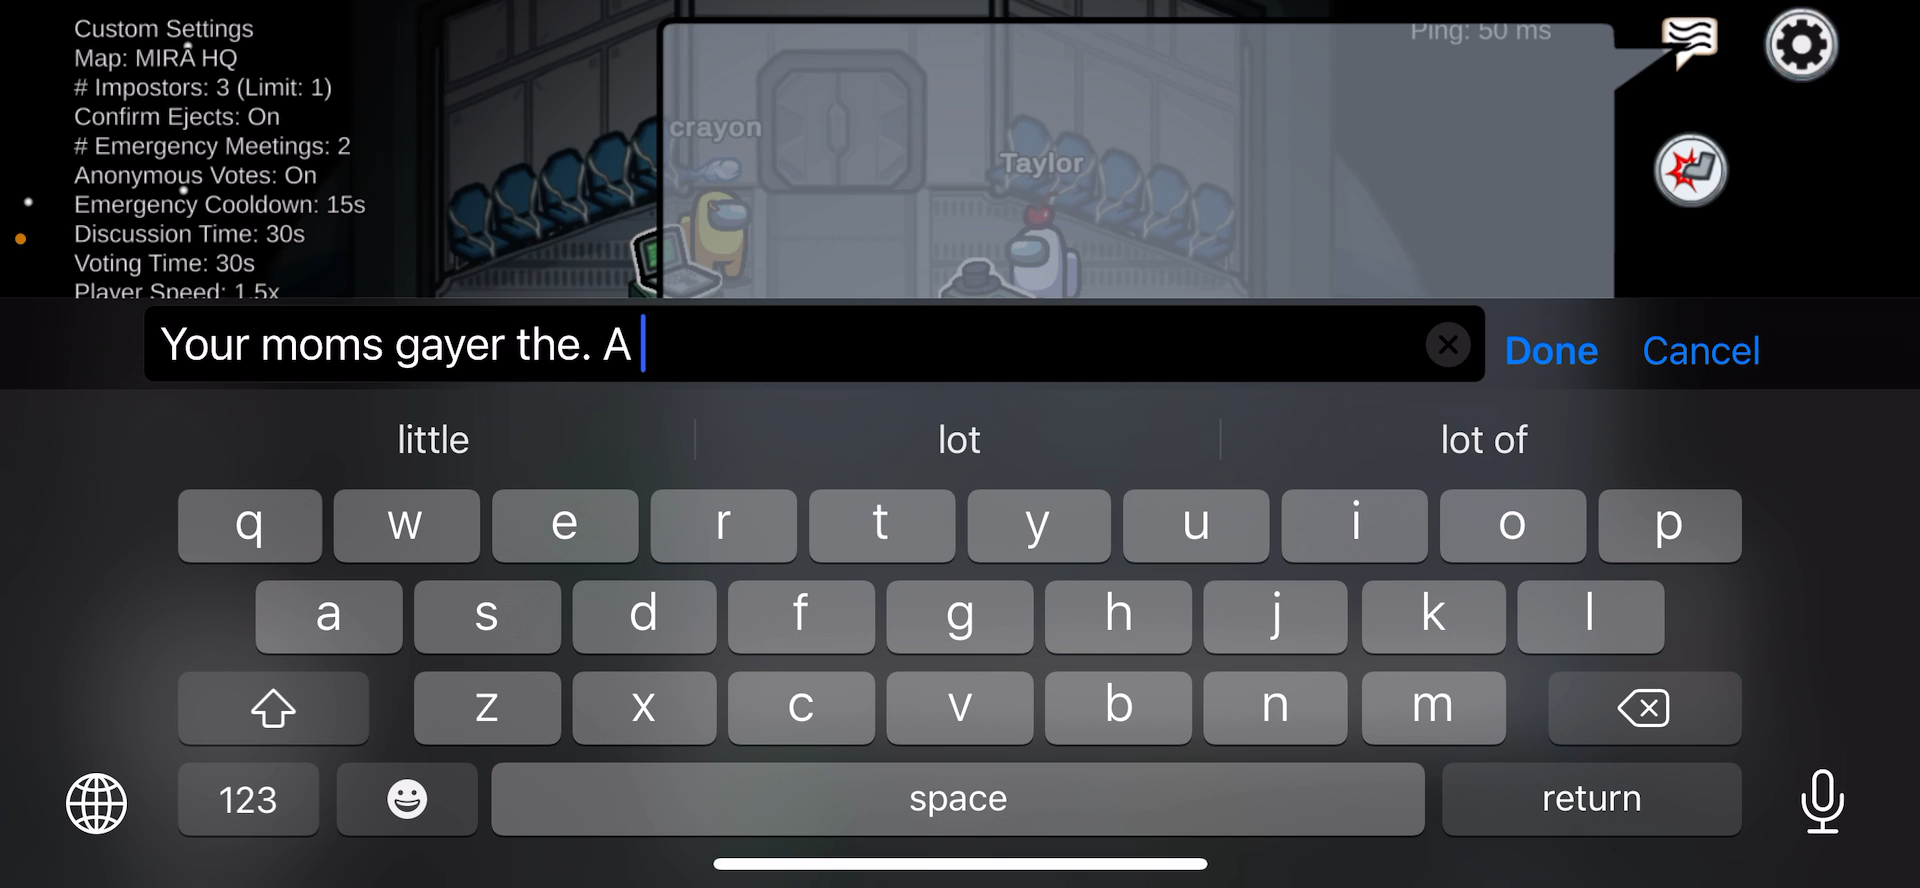 Custom Settings
Map: MIRA HQ
# Impostors: 3 (Limit: 1)
Confirm Ejects: On
# Emergency Meetings: 2
Anonymous Votes: On
Emergency Cooldown: 15s
Discussion Time: 30s
Voting Time: 30s
Player Speed: 1.5x
Ping: 50 ms
crayon
Taylor
Your moms gayer the. A
Done
Cancel
little
lot
lot of
q w e r t y u i o p
a s d f g h j k l
z x c v b n m
123
space
return